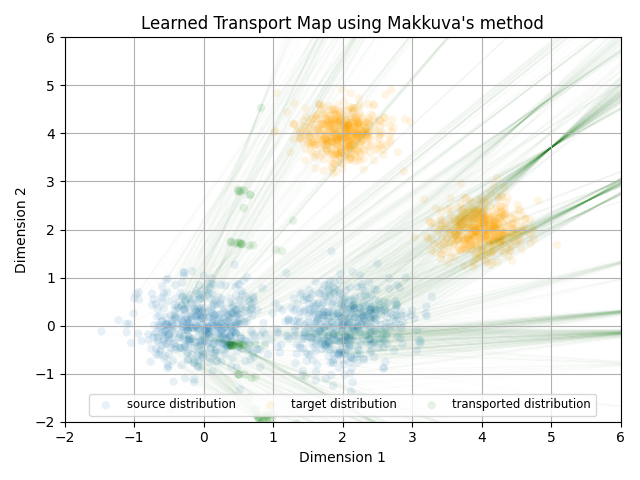 Learned Transport Map using Makkuva's method
6
5
4
3
2
1
0
−1
−2
Dimension 2
source distribution target distribution transported distribution
−2 −1 0 1 2 3 4 5 6
Dimension 1